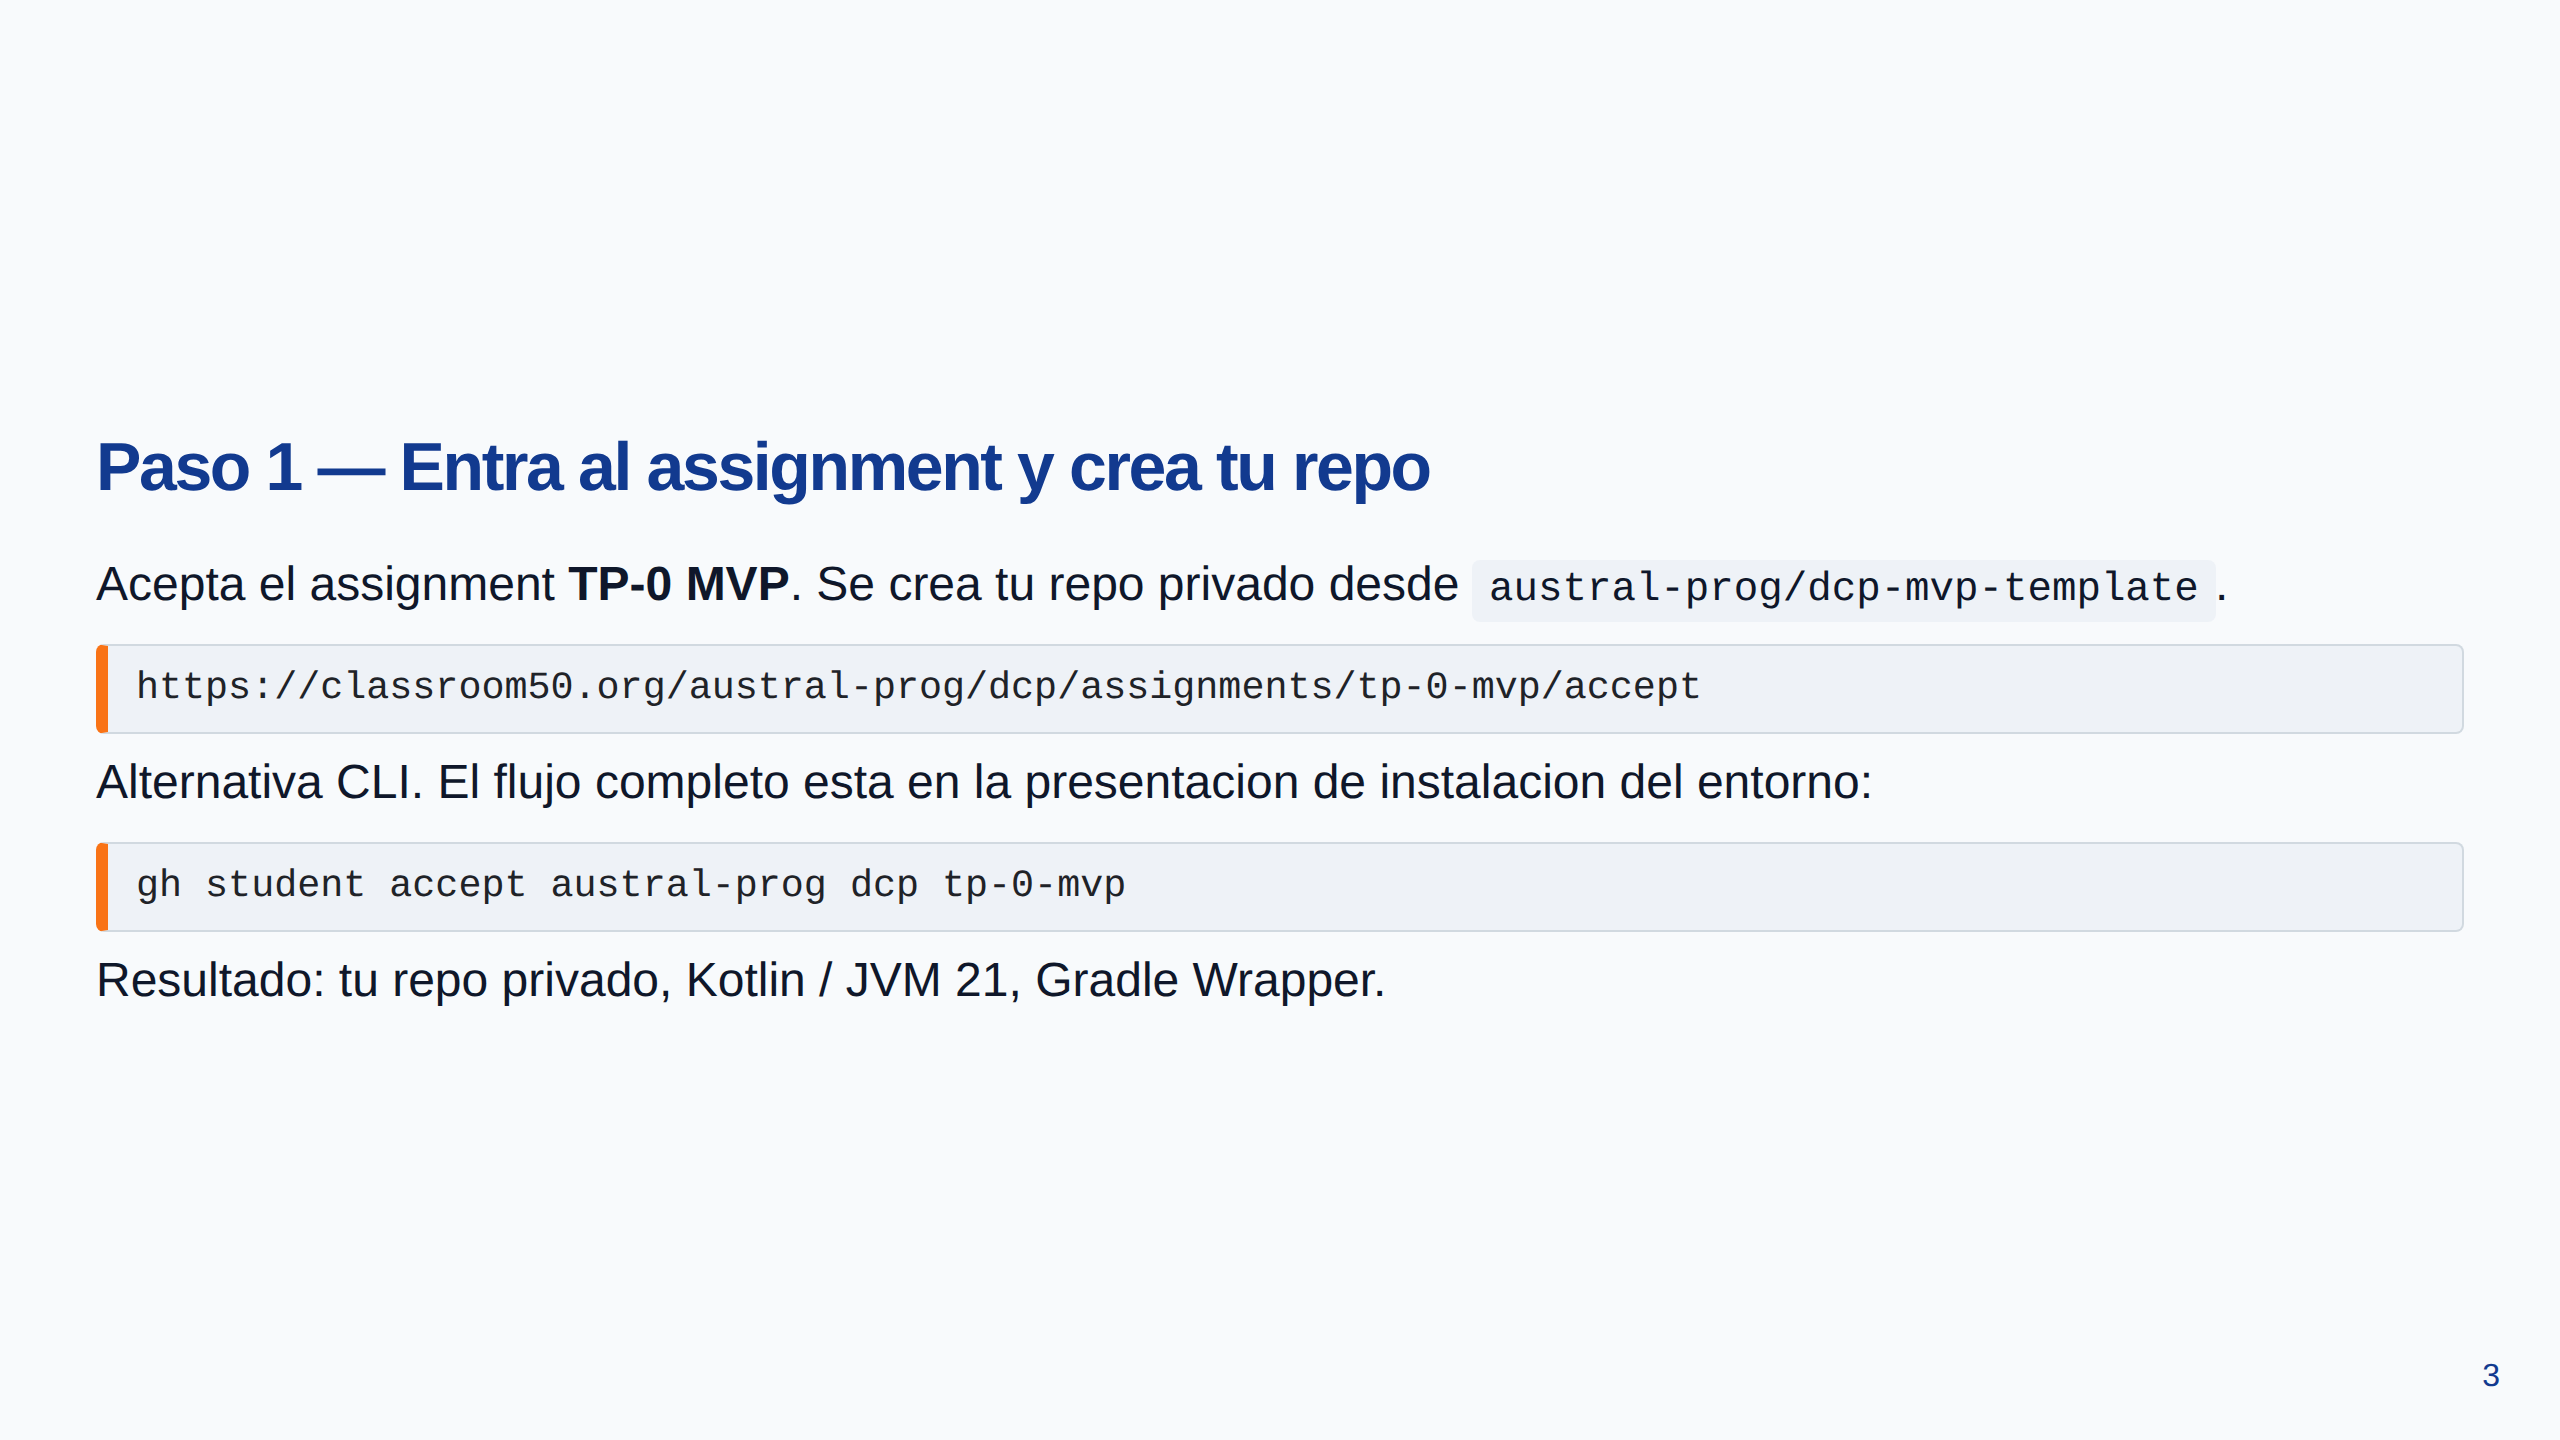 Paso 1 — Entra al assignment y crea tu repo
Acepta el assignment TP-0 MVP. Se crea tu repo privado desde austral-prog/dcp-mvp-template.
https://classroom50.org/austral-prog/dcp/assignments/tp-0-mvp/accept
Alternativa CLI. El flujo completo esta en la presentacion de instalacion del entorno:
gh student accept austral-prog dcp tp-0-mvp
Resultado: tu repo privado, Kotlin / JVM 21, Gradle Wrapper.
3